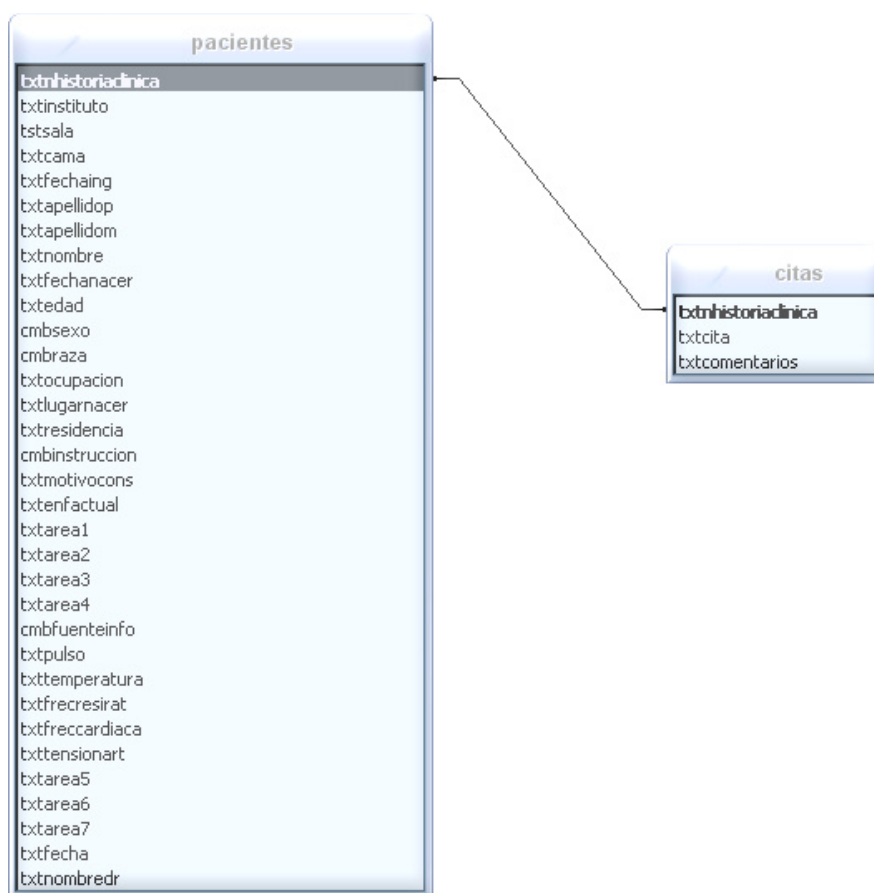 pacientes
txtnhistoriaclinica
txtinstituto
tstsala
txtcama
txtfechaing
txtapellidop
txtapellidom
txtnombre
txtfechanacer
txtedad
cmbsexo
cmbraza
txtocupacion
txtlugarnacer
txtresidencia
cmbinstruccion
txtmotivocons
txtenfactual
txtarea1
txtarea2
txtarea3
txtarea4
cmbfuenteinfo
txtpulso
txttemperatura
txtfrecresirat
txtfreccardiaca
txttensionart
txtarea5
txtarea6
txtarea7
txtfecha
txtnombredr
citas
txtnhistoriaclinica
txtcita
txtcomentarios